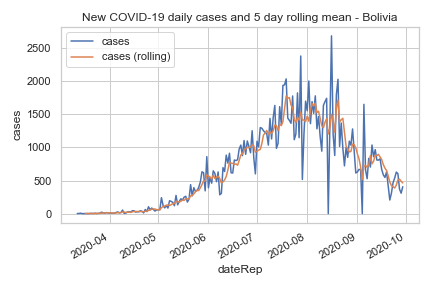 New COVID-19 daily cases and 5 day rolling mean - Bolivia
cases
cases (rolling)
2500
2000
1500
1000
500
0
cases
2020-04
2020-05
2020-06
2020-07
2020-08
2020-09
2020-10
dateRep